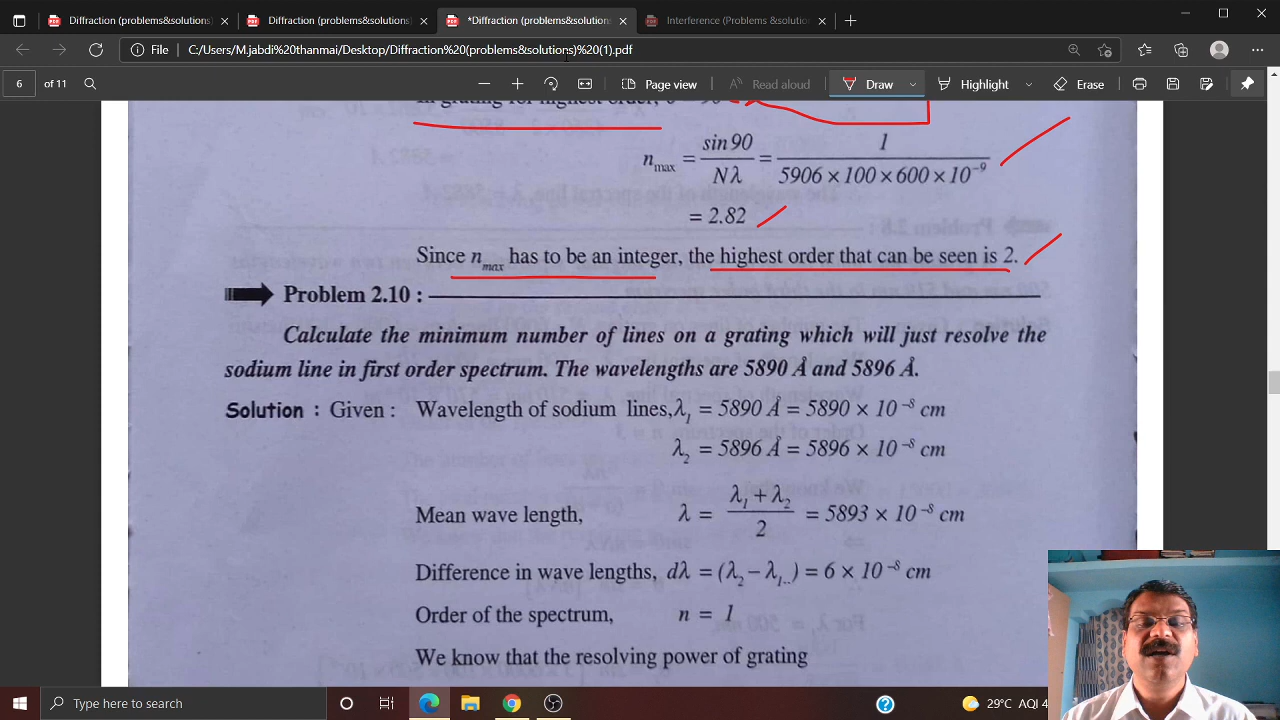 Diffraction (problems&solutions)
Diffraction (problems&solutions)
*Diffraction (problems&solutions
Interference (Problems &solutio
File C:/Users/M.jabdi%20thanmai/Desktop/Diffraction%20(problems&solutions)%20(1).pdf
6 of 11 Page view Read aloud Draw Highlight Erase
n_max = sin 90 / Nλ = 1 / 5906 × 100 × 600 × 10⁻⁹
= 2.82
Since n_max has to be an integer, the highest order that can be seen is 2.
Problem 2.10 :
Calculate the minimum number of lines on a grating which will just resolve the
sodium line in first order spectrum. The wavelengths are 5890 Å and 5896 Å.
Solution : Given : Wavelength of sodium lines, λ₁ = 5890 Å = 5890 × 10⁻⁸ cm
λ₂ = 5896 Å = 5896 × 10⁻⁸ cm
Mean wave length, λ = λ₁ + λ₂ / 2 = 5893 × 10⁻⁸ cm
Difference in wave lengths, dλ = (λ₂ – λ₁..) = 6 × 10⁻⁸ cm
Order of the spectrum, n = 1
We know that the resolving power of grating
Type here to search
29°C AQI 4